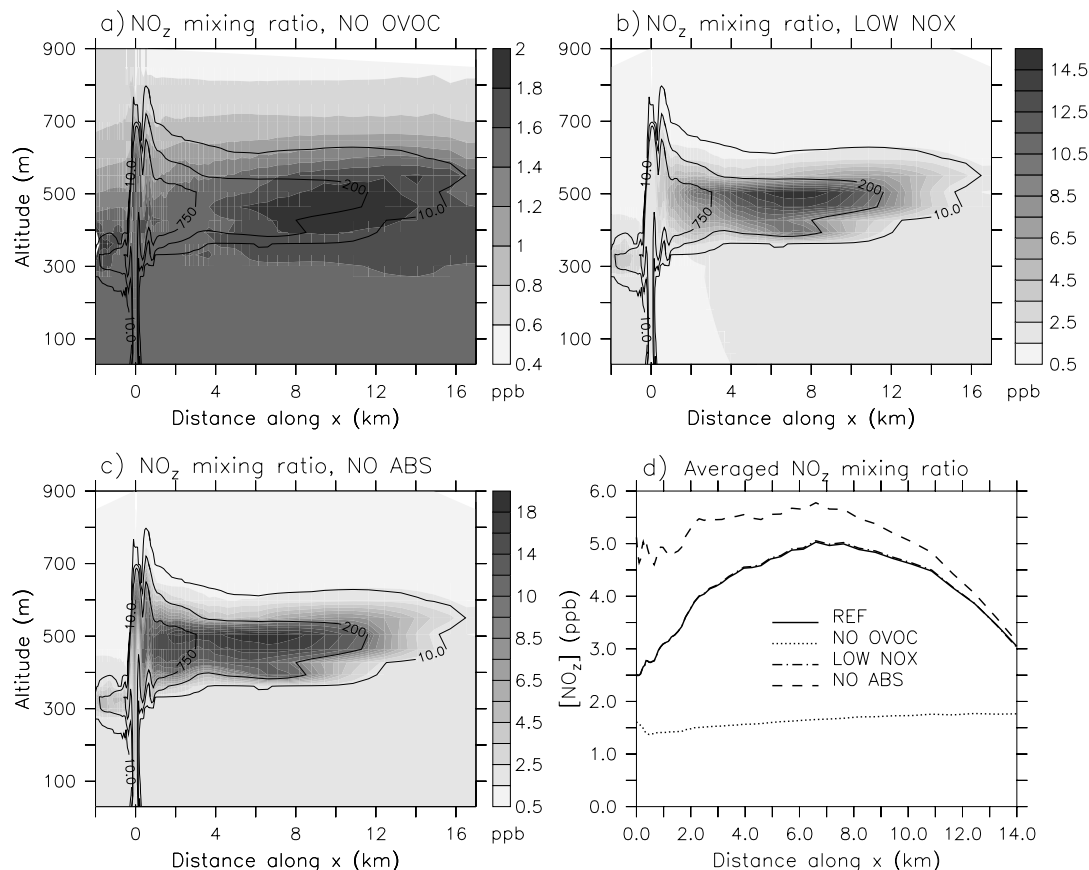 a) NOz mixing ratio, NO OVOC
900
700
500
300
100
Altitude (m)
10.0
750
200
10.0
10.0
-2 0 4 8 12 16
Distance along x (km)
2
1.8
1.6
1.4
1.2
1
0.8
0.6
0.4
ppb
b) NOz mixing ratio, LOW NOX
900
700
500
300
100
10.0
750
200
10.0
10.0
-2 0 4 8 12 16
Distance along x (km)
14.5
12.5
10.5
8.5
6.5
4.5
2.5
0.5
ppb
c) NOz mixing ratio, NO ABS
900
700
500
300
100
Altitude (m)
10.0
750
200
10.0
10.0
-2 0 4 8 12 16
Distance along x (km)
18
14
8.5
6.5
4.5
2.5
0.5
ppb
d) Averaged NOz mixing ratio
6.0
5.0
4.0
3.0
2.0
1.0
0.0
[NOz] (ppb)
REF
NO OVOC
LOW NOX
NO ABS
0.0 2.0 4.0 6.0 8.0 10.0 12.0 14.0
Distance along x (km)